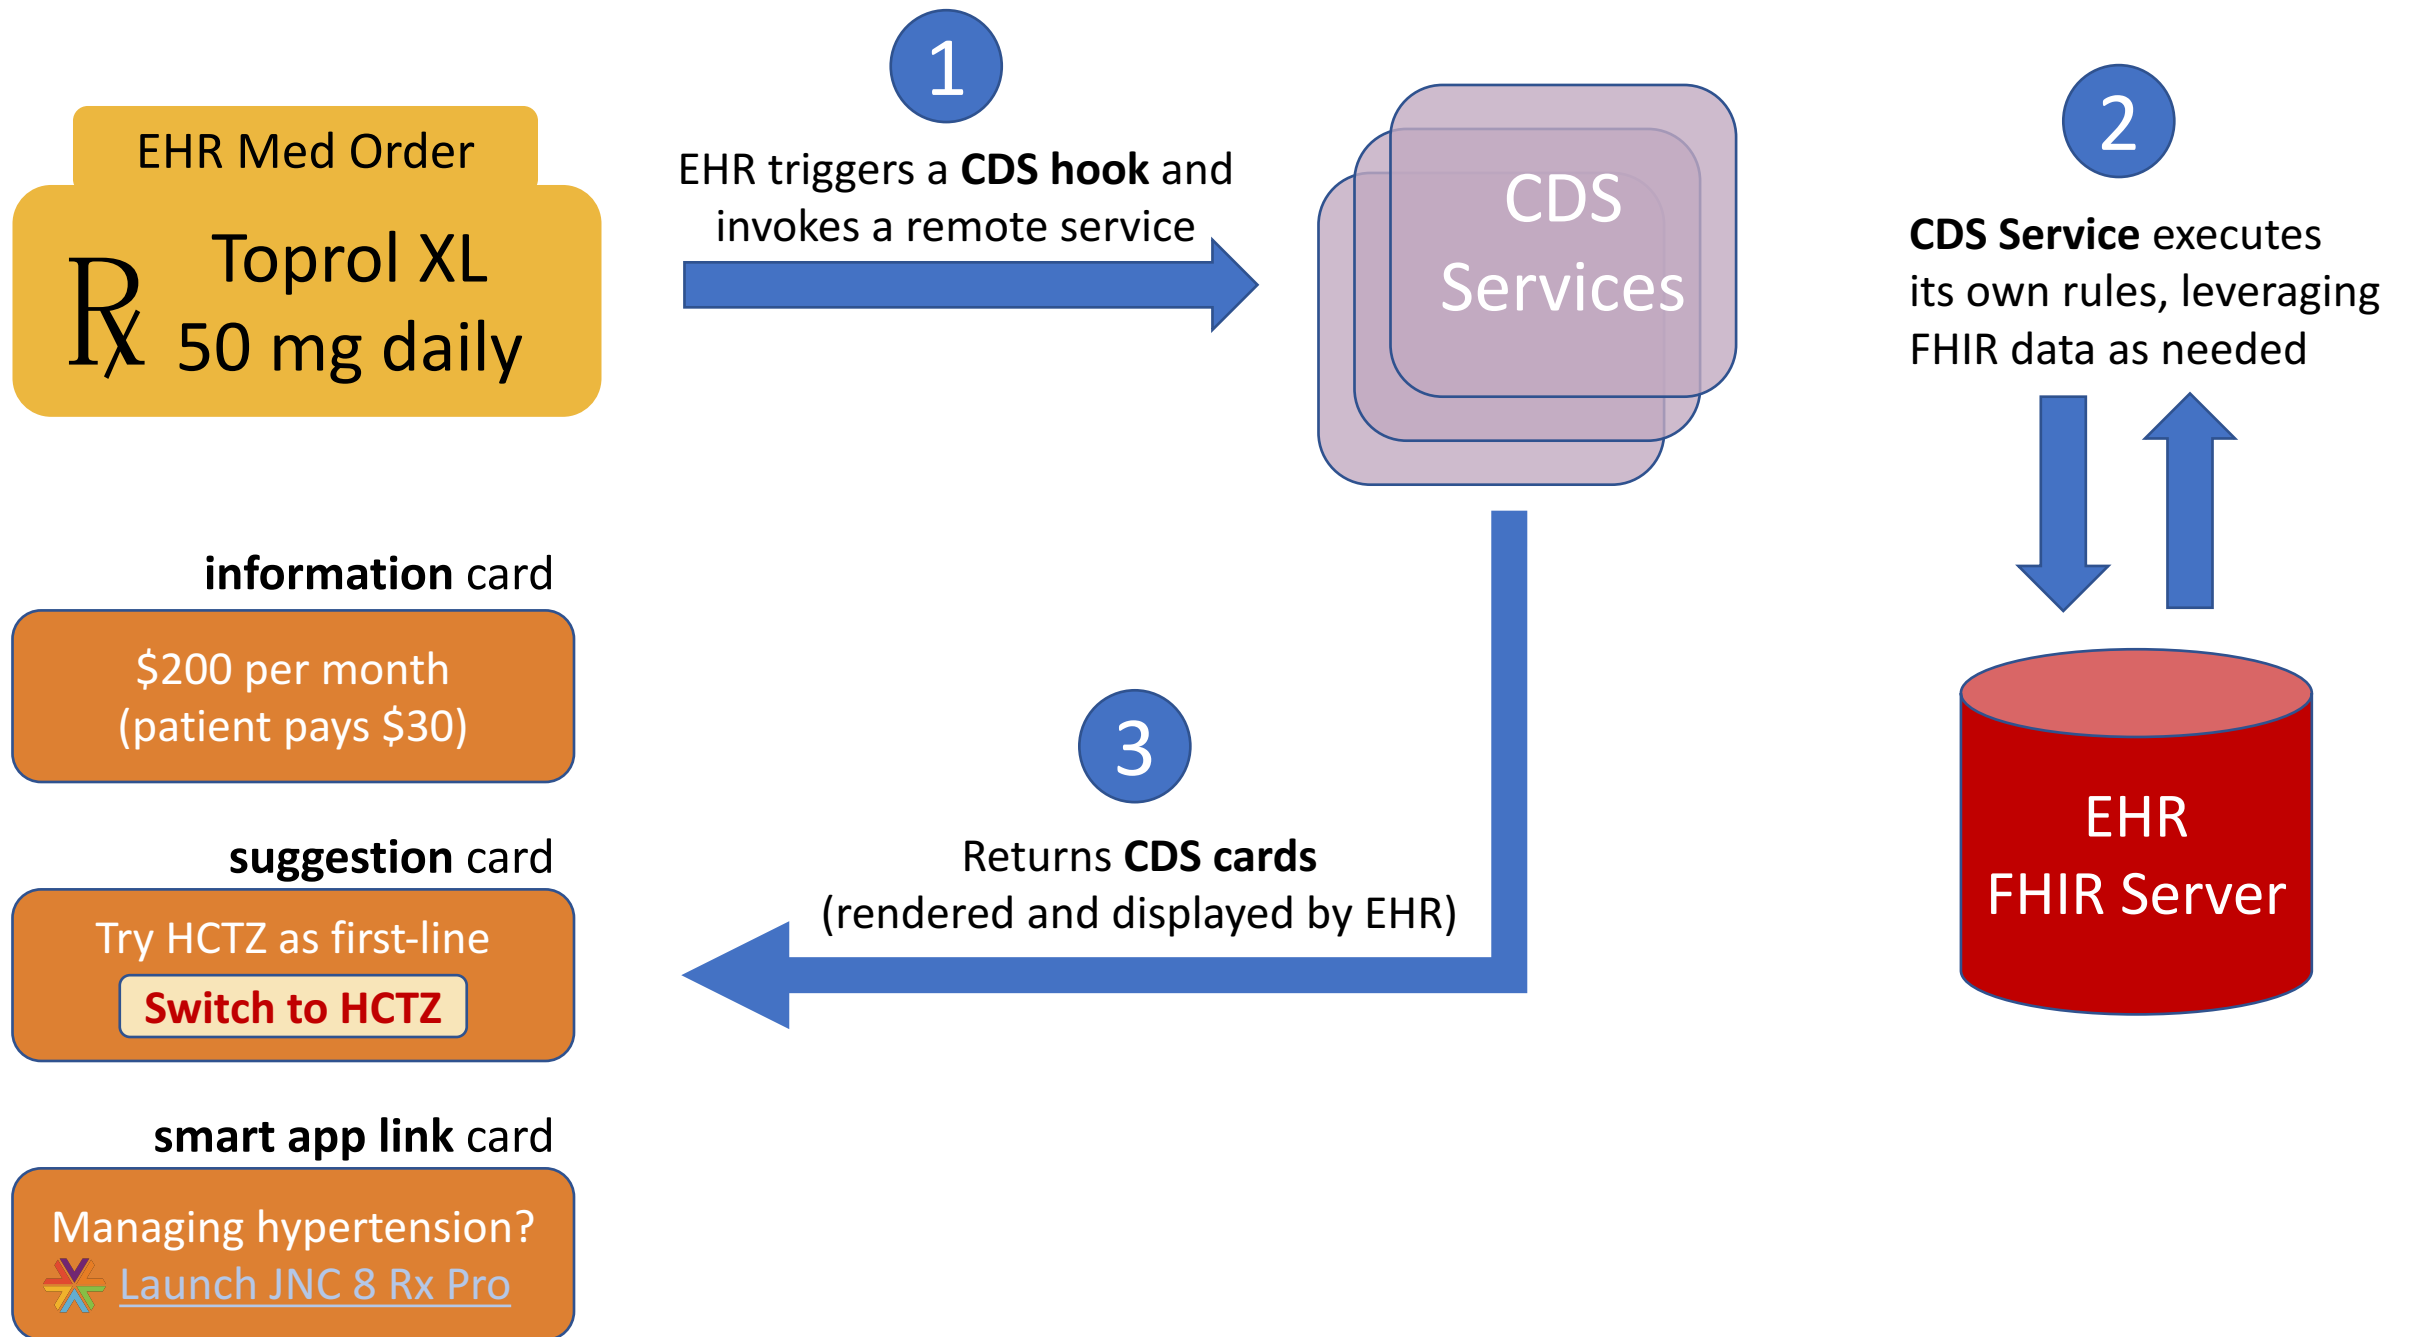 EHR Med Order
℞
Toprol XL
50 mg daily
1
EHR triggers a CDS hook and
invokes a remote service
CDS
Services
2
CDS Service executes
its own rules, leveraging
FHIR data as needed
EHR
FHIR Server
3
Returns CDS cards
(rendered and displayed by EHR)
information card
$200 per month
(patient pays $30)
suggestion card
Try HCTZ as first-line
Switch to HCTZ
smart app link card
Managing hypertension?
Launch JNC 8 Rx Pro